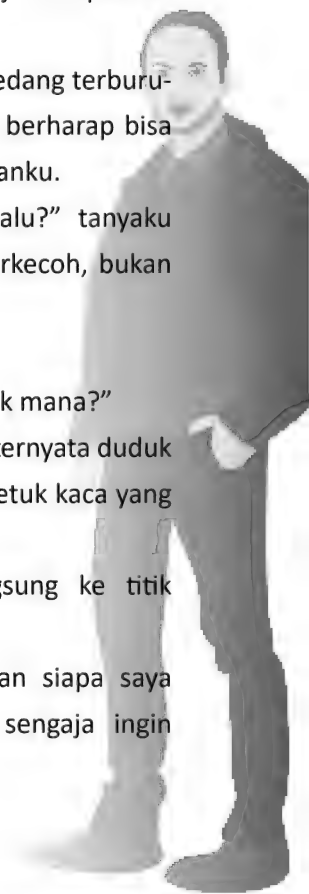 edang terburu-
berharap bisa
anku.
alu?” tanyaku
rkecoh, bukan
k mana?”
ternyata duduk
etuk kaca yang
gsung ke titik
an siapa saya
sengaja ingin